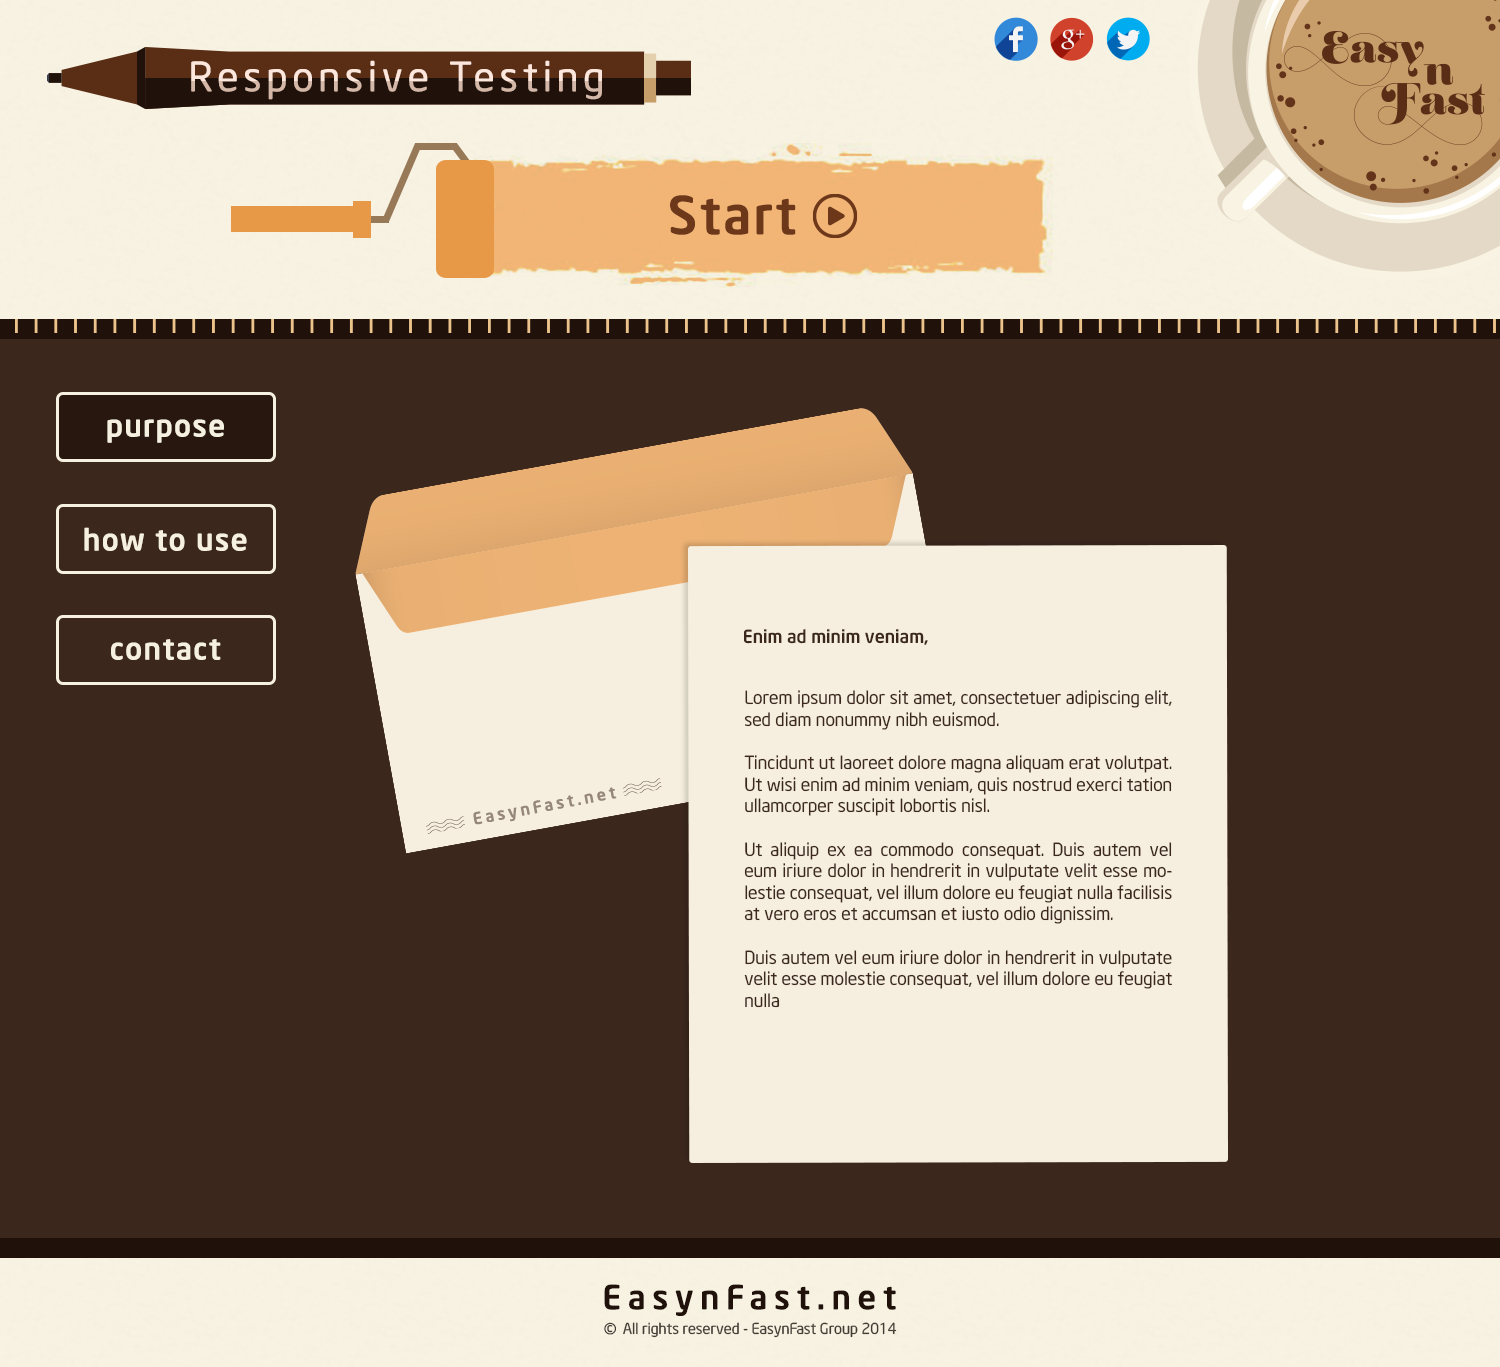 Responsive Testing
f
g+
Easy
'n
Fast
Start
purpose
how to use
contact
EasynFast.net
Enim ad minim veniam,
Lorem ipsum dolor sit amet, consectetuer adipiscing elit,
sed diam nonummy nibh euismod.
Tincidunt ut laoreet dolore magna aliquam erat volutpat.
Ut wisi enim ad minim veniam, quis nostrud exerci tation
ullamcorper suscipit lobortis nisl.
Ut aliquip ex ea commodo consequat. Duis autem vel
eum iriure dolor in hendrerit in vulputate velit esse mo-
lestie consequat, vel illum dolore eu feugiat nulla facilisis
at vero eros et accumsan et iusto odio dignissim.
Duis autem vel eum iriure dolor in hendrerit in vulputate
velit esse molestie consequat, vel illum dolore eu feugiat
nulla
EasynFast.net
© All rights reserved - EasynFast Group 2014